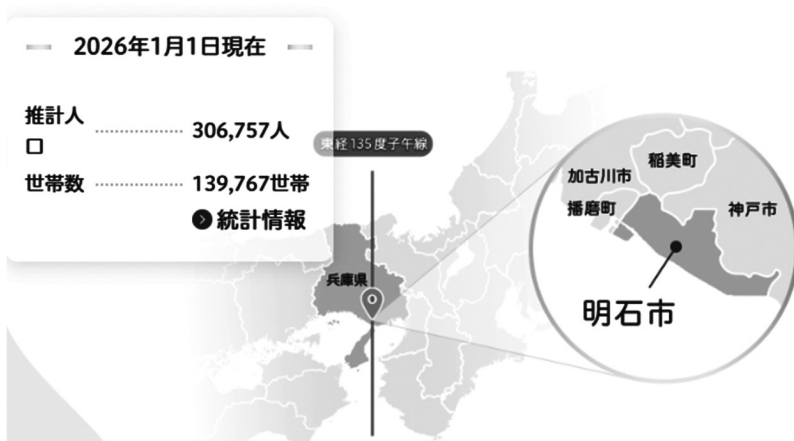 2026年1月1日現在
推計人
口
306,757人
世帯数
139,767世帯
統計情報
東経135度子午線
兵庫県
稲美町
加古川市
播磨町
神戸市
明石市